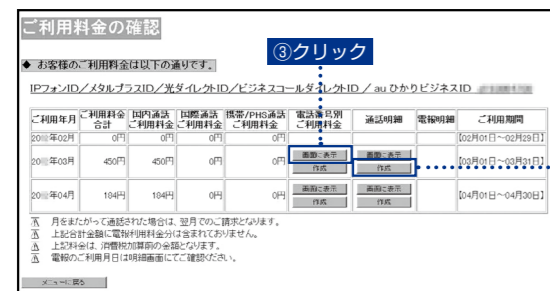 ご利用料金の確認
③クリック
◆ お客様のご利用料金は以下の通りです。
IPフォンID／メタルプラスID／光ダイレクトID／ビジネスコールダイレクトID ／ au ひかりビジネスID
ご利用年月 ご利用料金合計 国内通話ご利用料金 国際通話ご利用料金 携帯/PHS通話ご利用料金 電話番号別ご利用料金 通話明細 電報明細 ご利用期間
20 年02月 0円 0円 0円 0円 [02月01日～02月29日]
20 年03月 450円 450円 0円 0円 画面に表示 作成 画面に表示 作成 [03月01日～03月31日]
20 年04月 184円 184円 0円 0円 画面に表示 作成 画面に表示 作成 [04月01日～04月30日]
月をまたがって通話された場合は、翌月でのご請求となります。
上記合計金額に電報利用料金分は含まれておりません。
上記料金は、消費税加算前の金額となります。
電報のご利用月日は明細画面にてご確認ください。
メニューに戻る